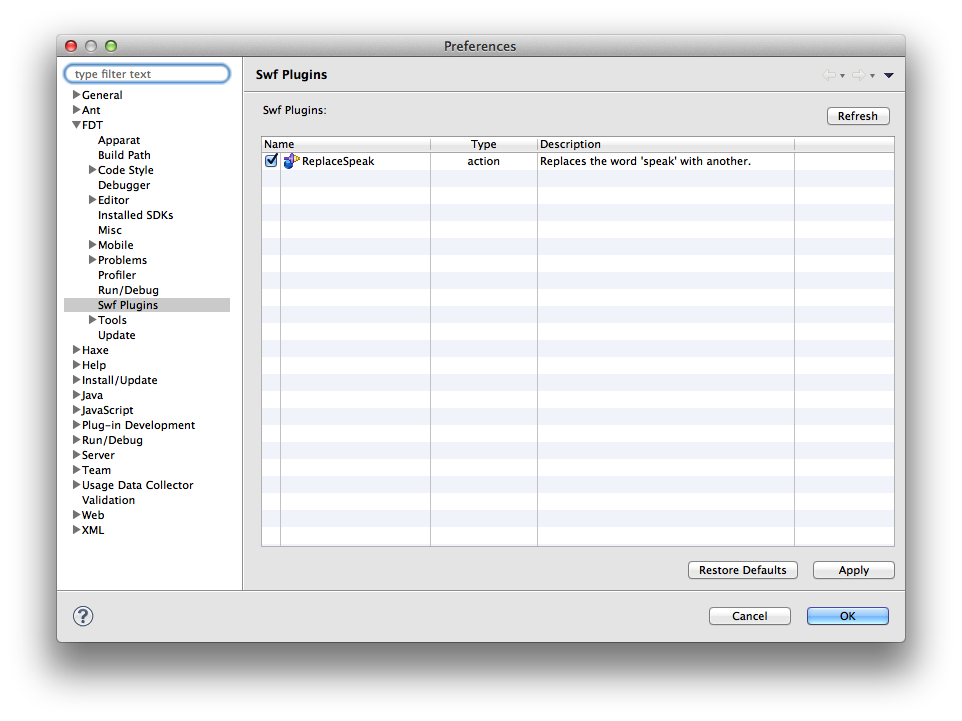 Preferences
type filter text
General
Ant
FDT
Apparat
Build Path
Code Style
Debugger
Editor
Installed SDKs
Misc
Mobile
Problems
Profiler
Run/Debug
Swf Plugins
Tools
Update
Haxe
Help
Install/Update
Java
JavaScript
Plug-in Development
Run/Debug
Server
Team
Usage Data Collector
Validation
Web
XML
Swf Plugins
Swf Plugins:
Refresh
Name Type Description
ReplaceSpeak action Replaces the word 'speak' with another.
Restore Defaults Apply
? Cancel OK